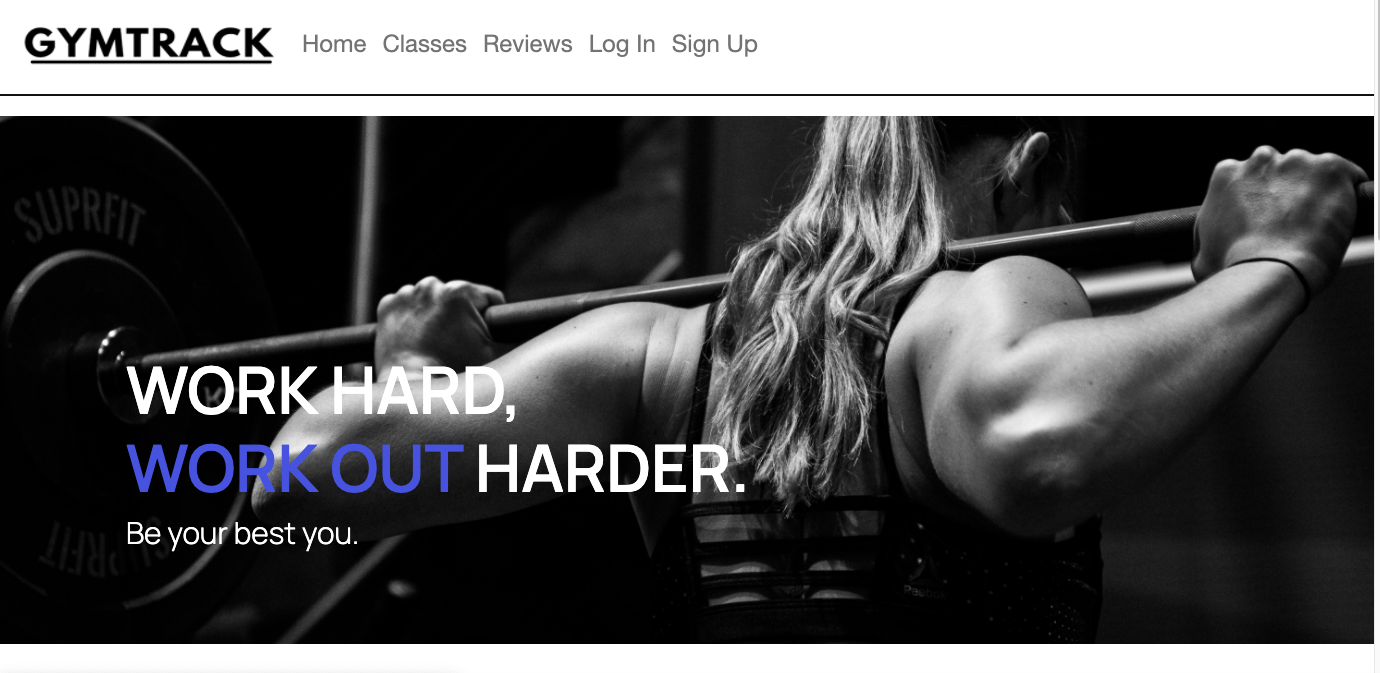 GYMTRACK Home Classes Reviews Log In Sign Up
SUPRFIT
WORK HARD,
WORK OUT HARDER.
Be your best you.
SUPRFIT
Reebok